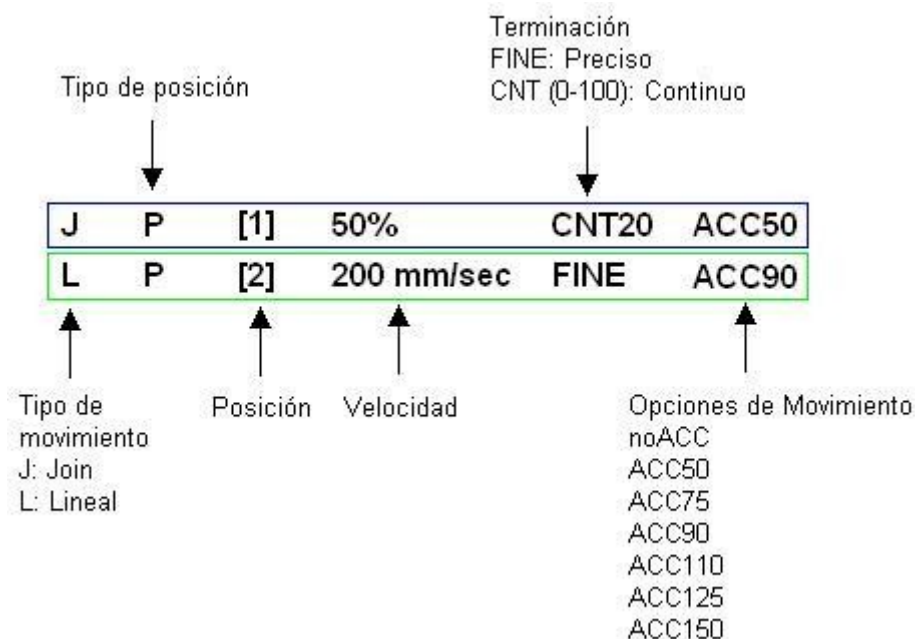 Terminación
FINE: Preciso
CNT (0-100): Continuo
Tipo de posición
J P [1] 50% CNT20 ACC50
L P [2] 200 mm/sec FINE ACC90
Tipo de
movimiento
J: Join
L: Lineal
Posición
Velocidad
Opciones de Movimiento
noACC
ACC50
ACC75
ACC90
ACC110
ACC125
ACC150